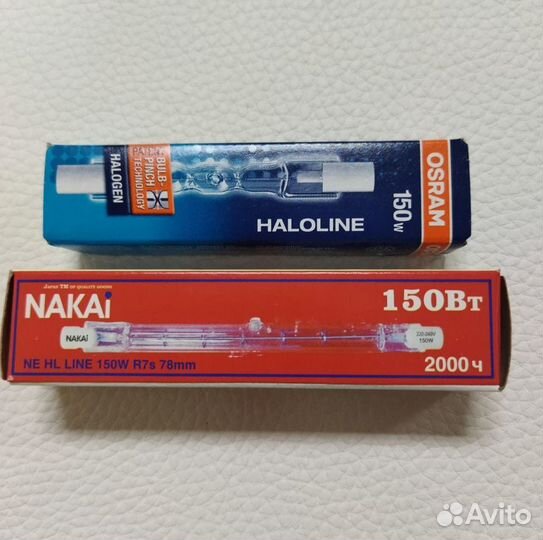 BULB-
PINCH
TECHNOLOGY
HALOGEN
HALOLINE
150W
OSRAM
Japan TM OF QUALITY GOODS
NAKAi
150Вт
NAKAi
220-240V
150W
NE HL LINE 150W R7s 78mm
2000 ч
Avito